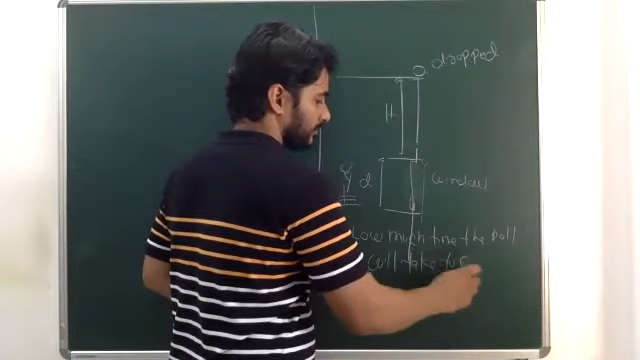 dropped
H
d window
How much time the ball
will take for